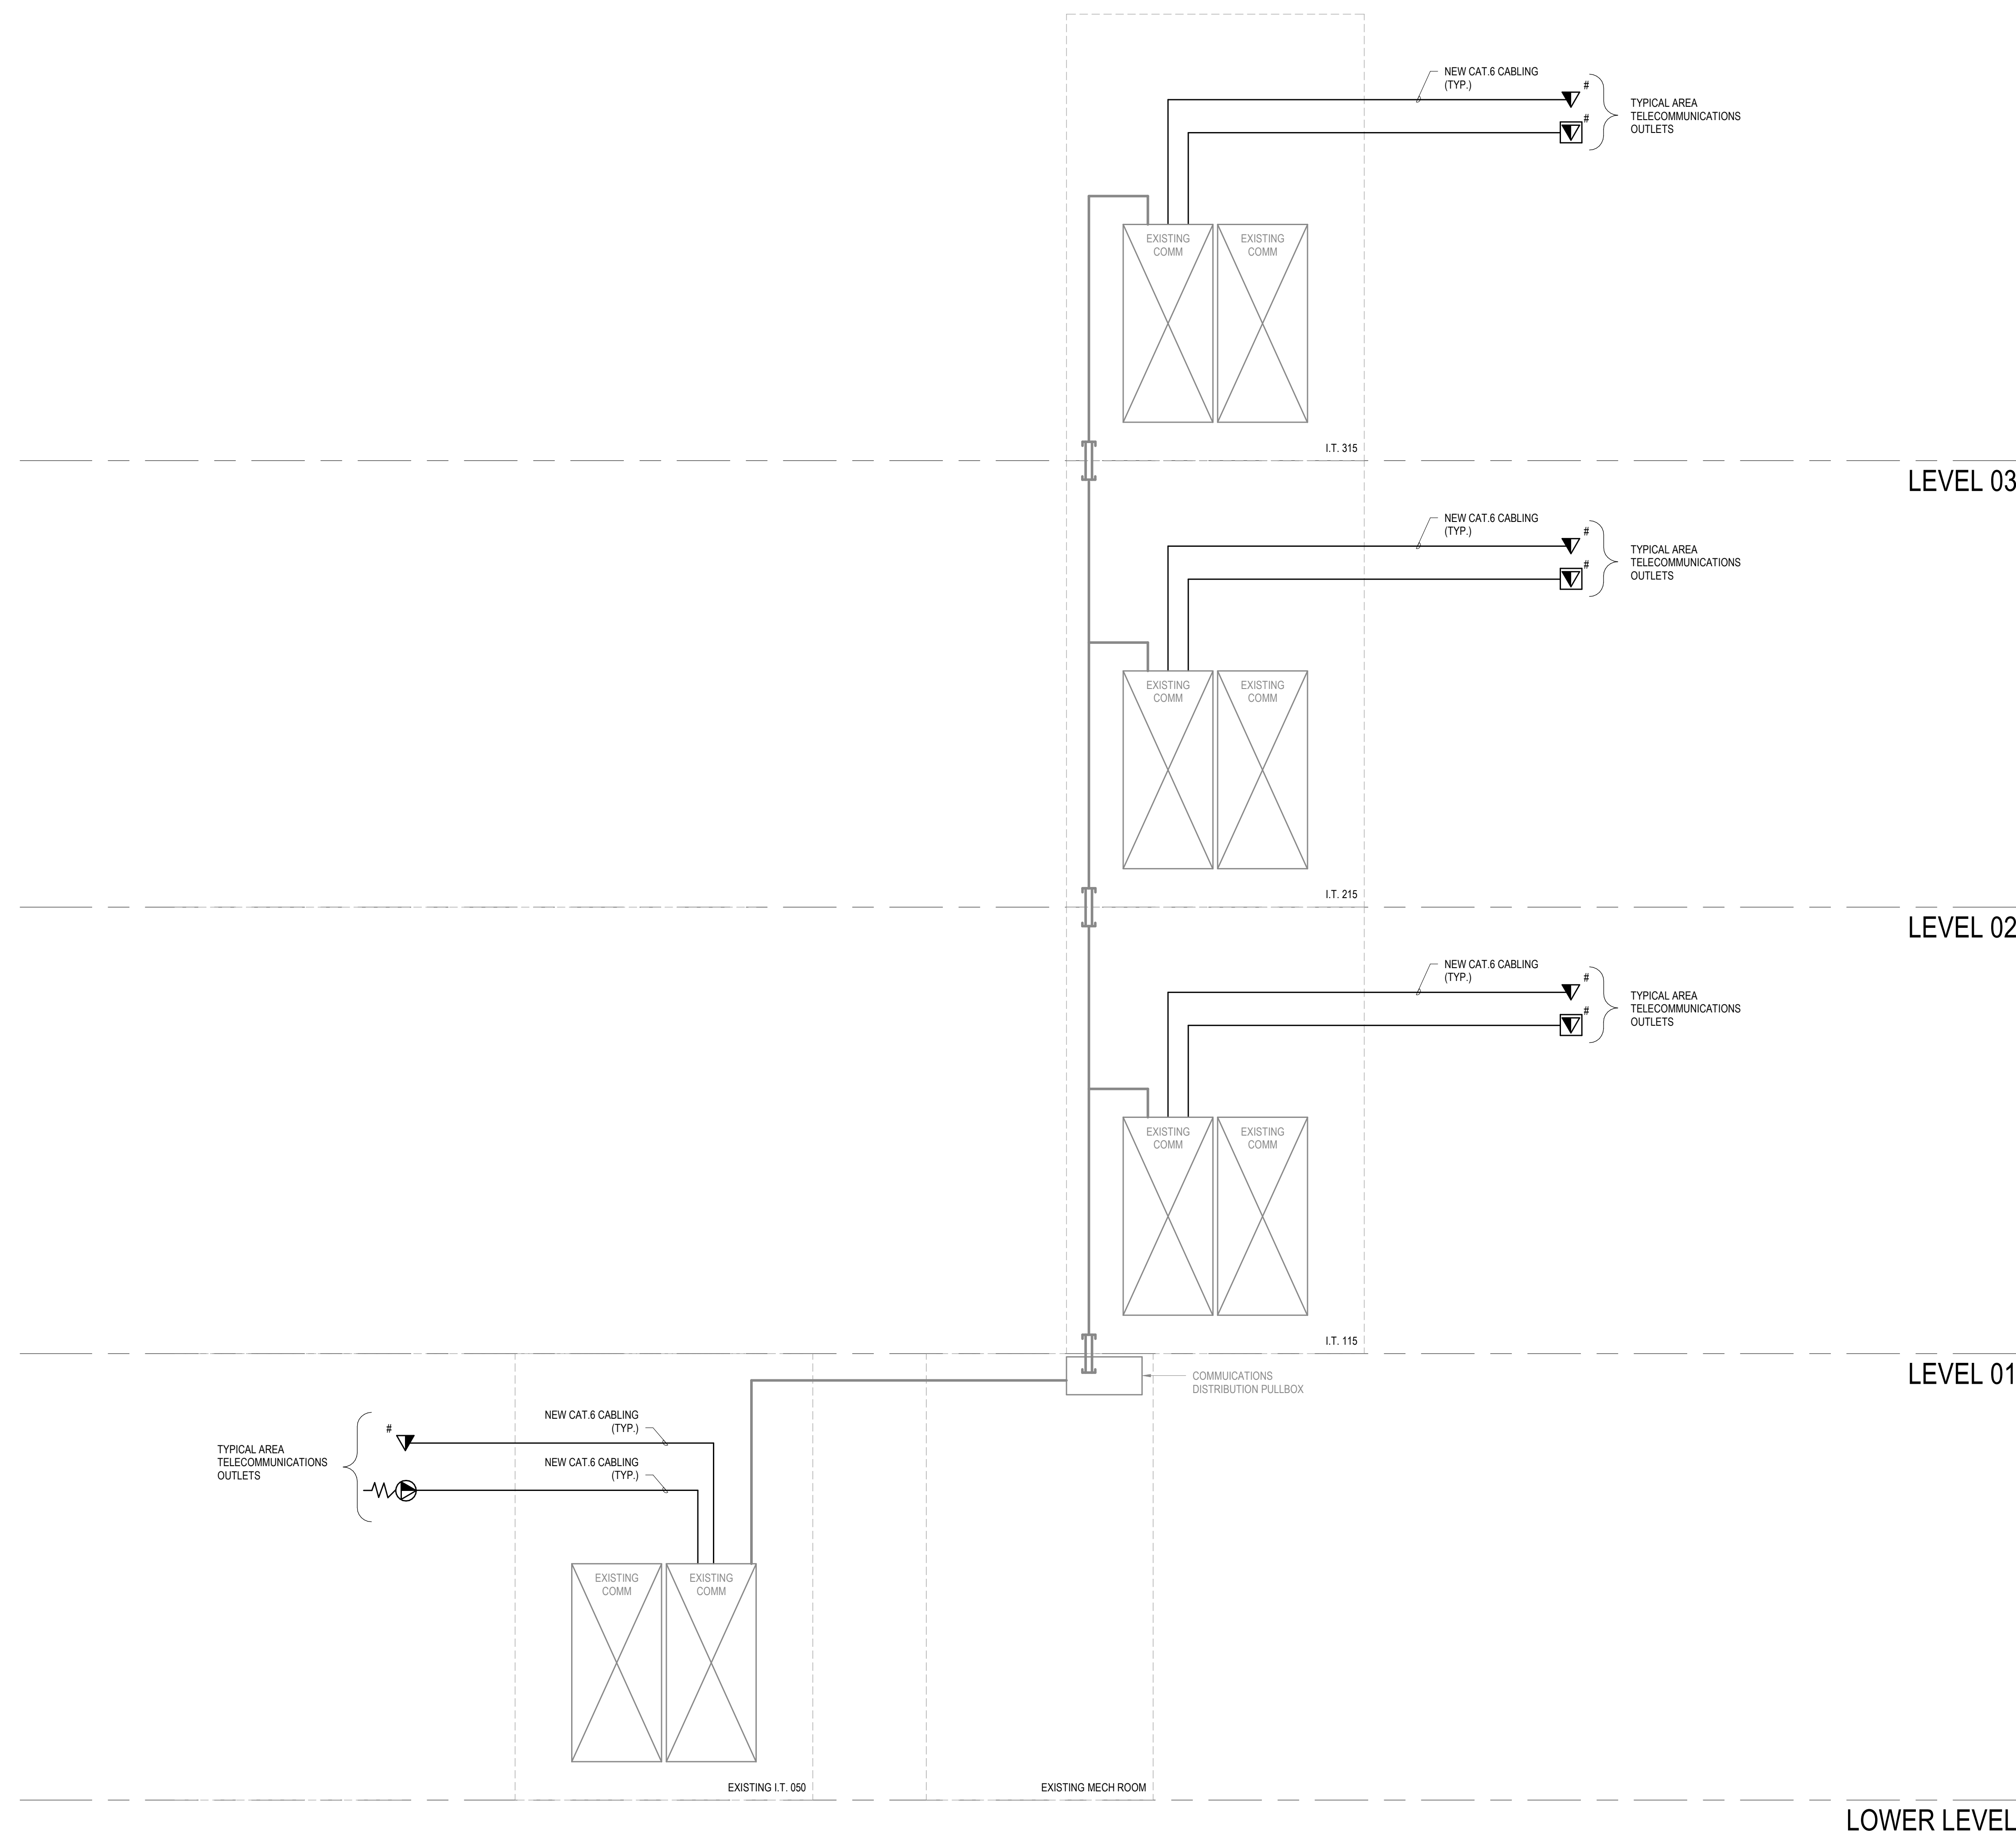 NEW CAT.6 CABLING
(TYP.)
#
#
TYPICAL AREA
TELECOMMUNICATIONS
OUTLETS
EXISTING
COMM
EXISTING
COMM
I.T. 315
LEVEL 03
NEW CAT.6 CABLING
(TYP.)
#
#
TYPICAL AREA
TELECOMMUNICATIONS
OUTLETS
EXISTING
COMM
EXISTING
COMM
I.T. 215
LEVEL 02
NEW CAT.6 CABLING
(TYP.)
#
#
TYPICAL AREA
TELECOMMUNICATIONS
OUTLETS
EXISTING
COMM
EXISTING
COMM
I.T. 115
LEVEL 01
COMMUICATIONS
DISTRIBUTION PULLBOX
TYPICAL AREA
TELECOMMUNICATIONS
OUTLETS
#
NEW CAT.6 CABLING
(TYP.)
NEW CAT.6 CABLING
(TYP.)
EXISTING
COMM
EXISTING
COMM
EXISTING I.T. 050
EXISTING MECH ROOM
LOWER LEVEL